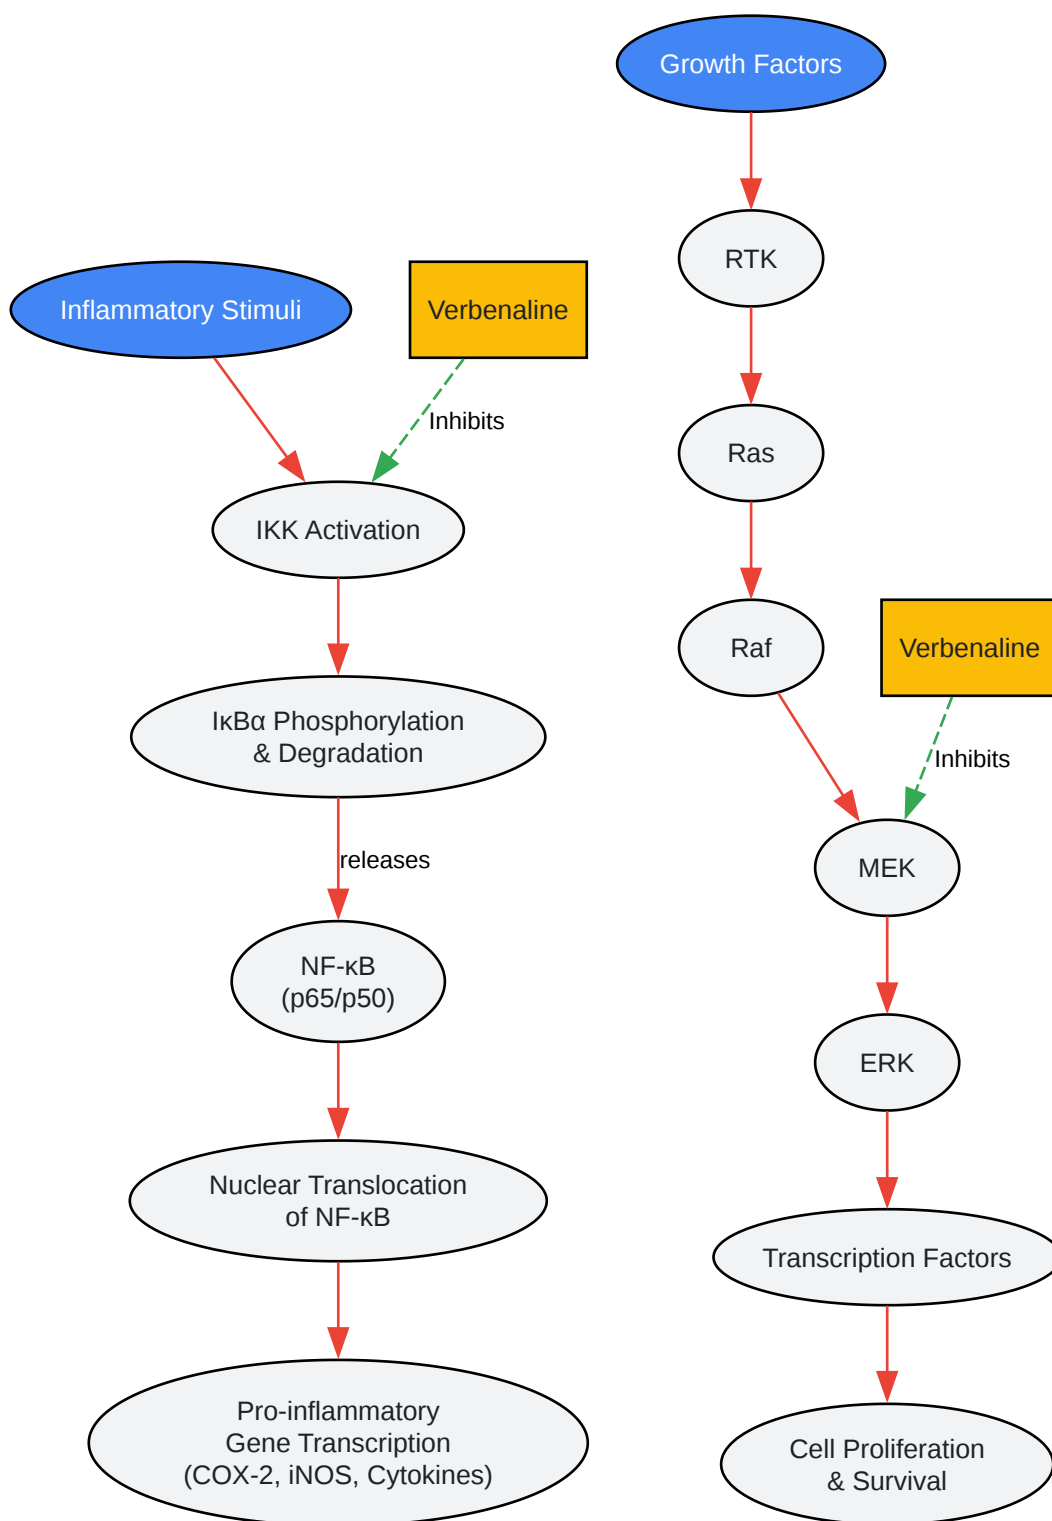 Growth Factors
RTK
Inflammatory Stimuli
Verbenaline
Inhibits
Ras
IKK Activation
Raf
Verbenaline
IκBα Phosphorylation
& Degradation
Inhibits
releases
MEK
NF-κB
(p65/p50)
ERK
Nuclear Translocation
of NF-κB
Transcription Factors
Pro-inflammatory
Gene Transcription
(COX-2, iNOS, Cytokines)
Cell Proliferation
& Survival